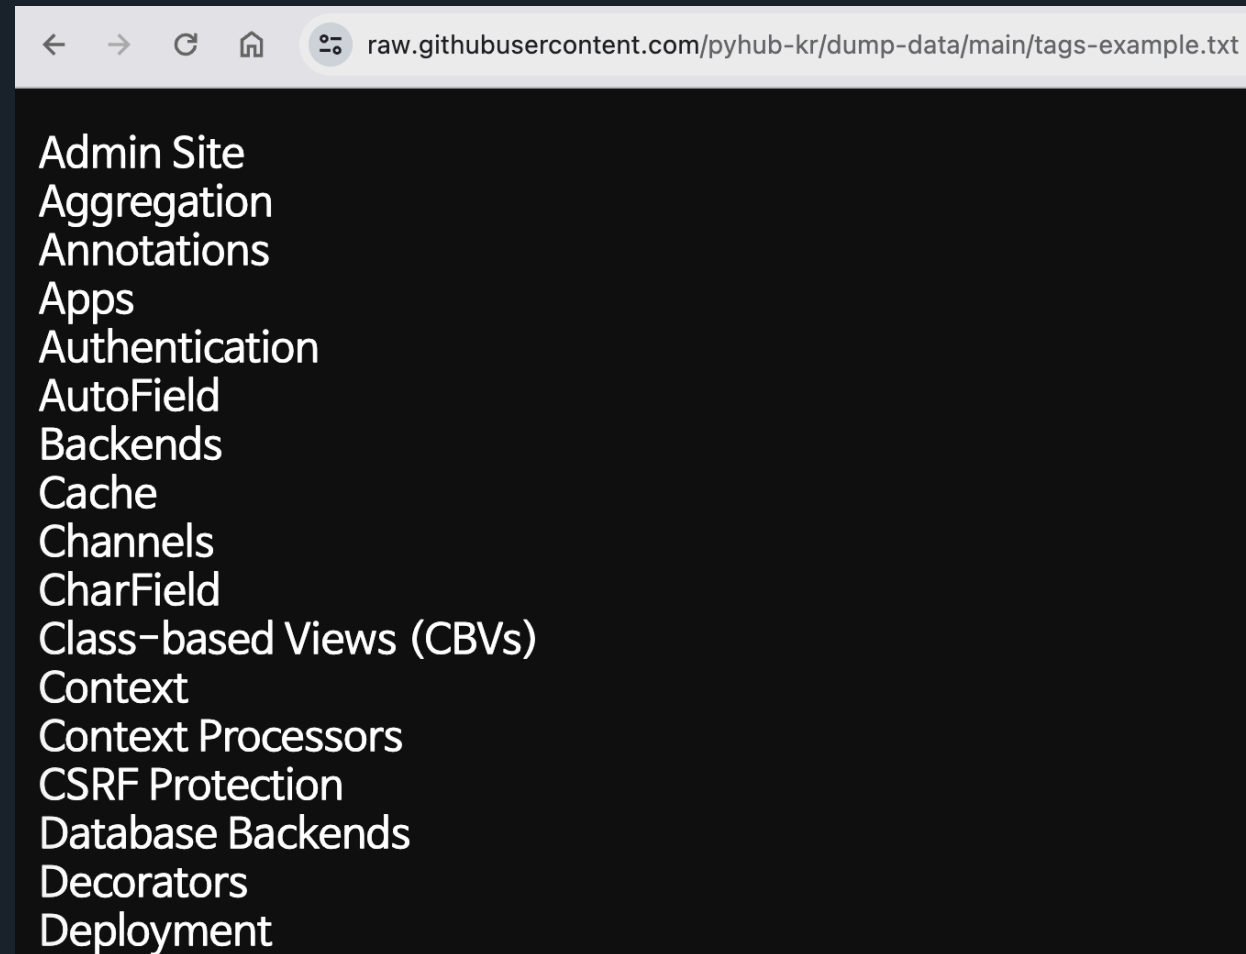 raw.githubusercontent.com/pyhub-kr/dump-data/main/tags-example.txt
Admin Site
Aggregation
Annotations
Apps
Authentication
AutoField
Backends
Cache
Channels
CharField
Class-based Views (CBVs)
Context
Context Processors
CSRF Protection
Database Backends
Decorators
Deployment